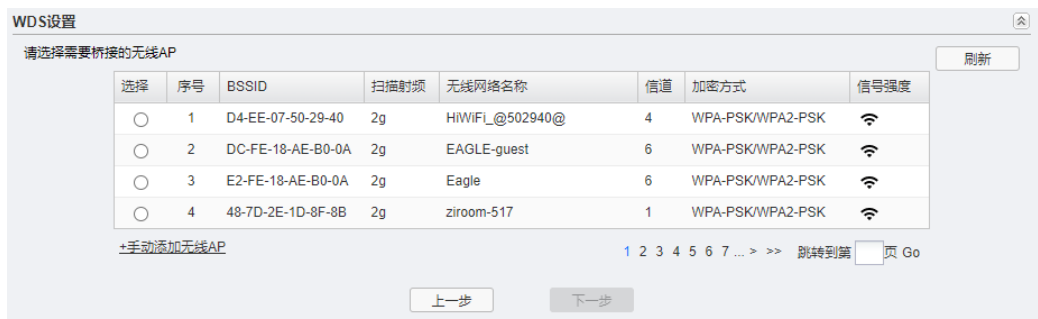 WDS设置
请选择需要桥接的无线AP
刷新
选择 序号 BSSID 扫描射频 无线网络名称 信道 加密方式 信号强度
1 D4-EE-07-50-29-40 2g HiWiFi_@502940@ 4 WPA-PSK/WPA2-PSK
2 DC-FE-18-AE-B0-0A 2g EAGLE-guest 6 WPA-PSK/WPA2-PSK
3 E2-FE-18-AE-B0-0A 2g Eagle 6 WPA-PSK/WPA2-PSK
4 48-7D-2E-1D-8F-8B 2g ziroom-517 1 WPA-PSK/WPA2-PSK
+手动添加无线AP 1 2 3 4 5 6 7 ... > >> 跳转到第 页 Go
上一步 下一步